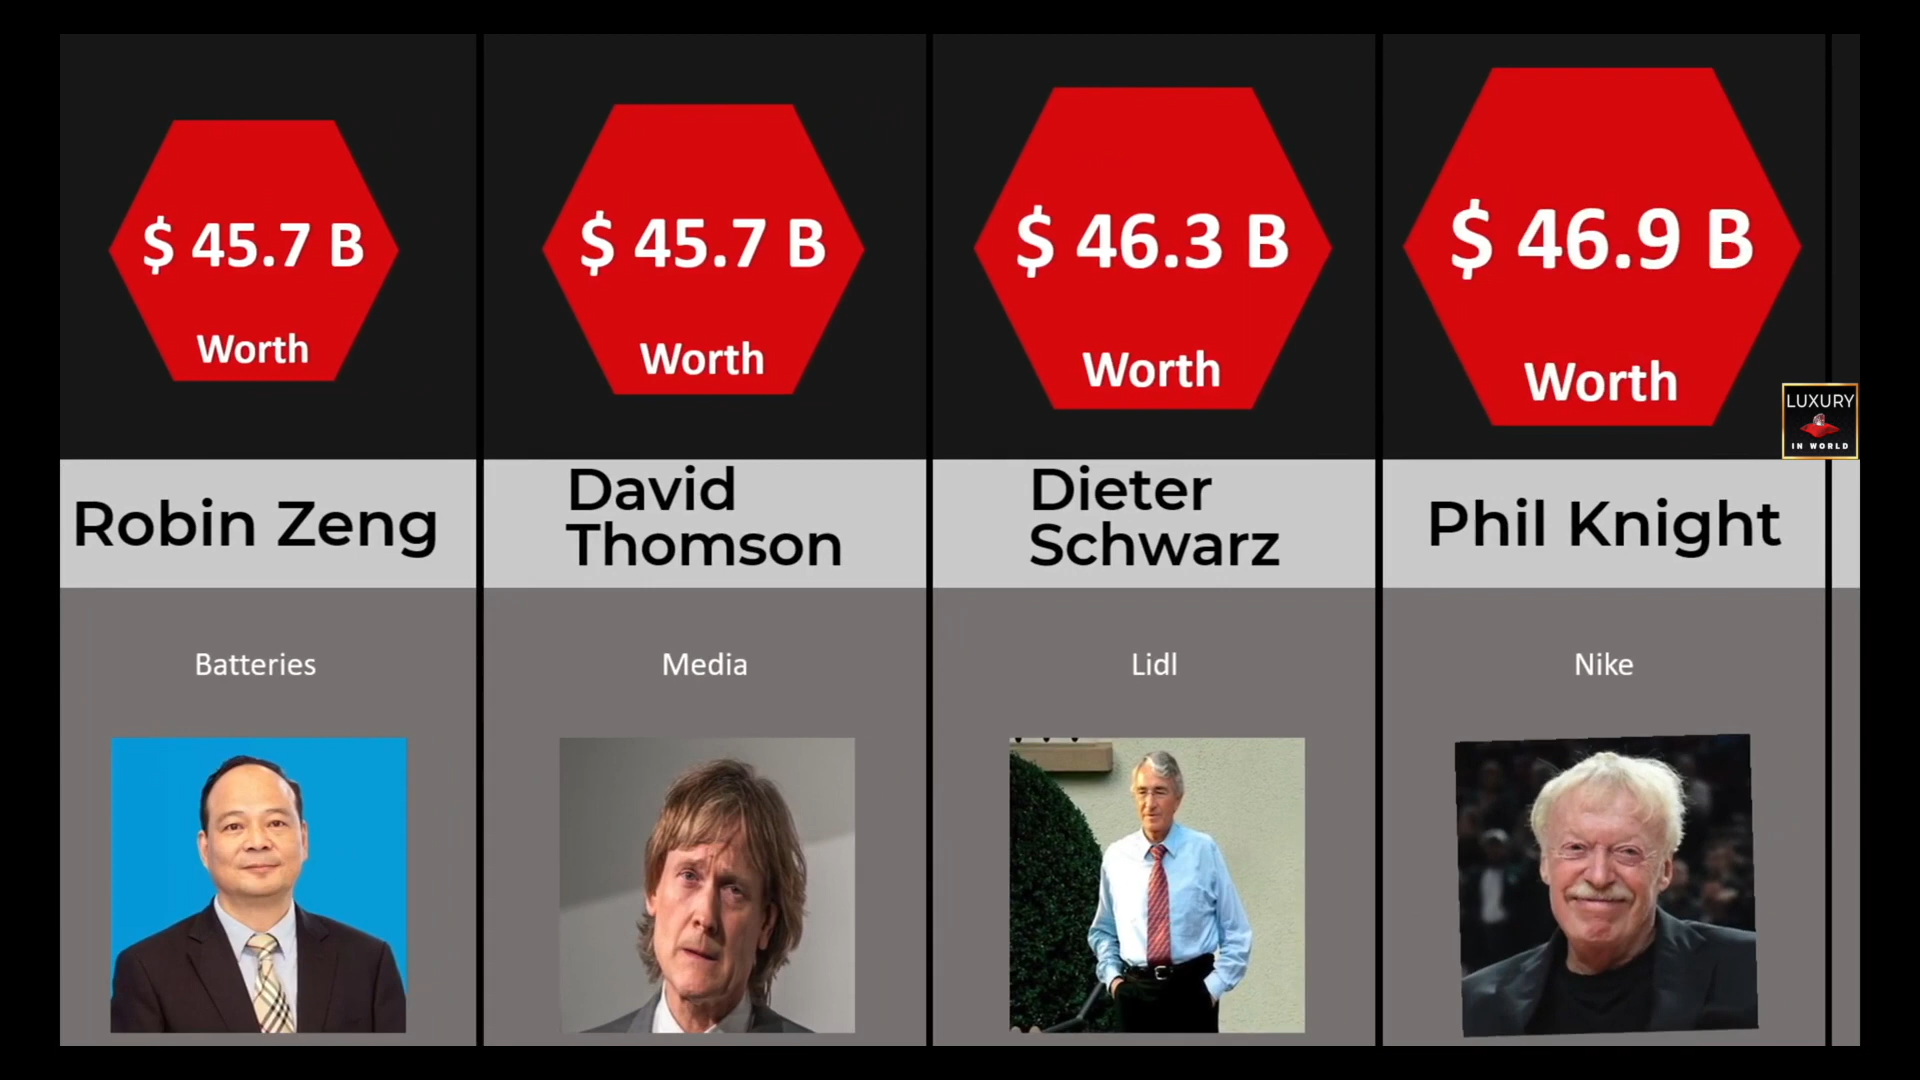 $ 45.7 B
Worth
Robin Zeng
Batteries
$ 45.7 B
Worth
David
Thomson
Media
$ 46.3 B
Worth
Dieter
Schwarz
Lidl
$ 46.9 B
Worth
Phil Knight
Nike
LUXURY
IN WORLD